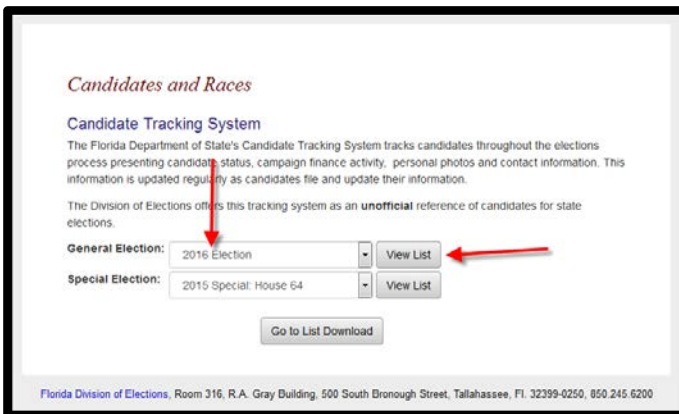 Candidates and Races
Candidate Tracking System
The Florida Department of State's Candidate Tracking System tracks candidates throughout the elections
process presenting candidate status, campaign finance activity, personal photos and contact information. This
information is updated regularly as candidates file and update their information.
The Division of Elections offers this tracking system as an unofficial reference of candidates for state
elections.
General Election: 2016 Election View List
Special Election: 2015 Special: House 64 View List
Go to List Download
Florida Division of Elections, Room 316, R.A. Gray Building, 500 South Bronough Street, Tallahassee, Fl. 32399-0250, 850.245.6200